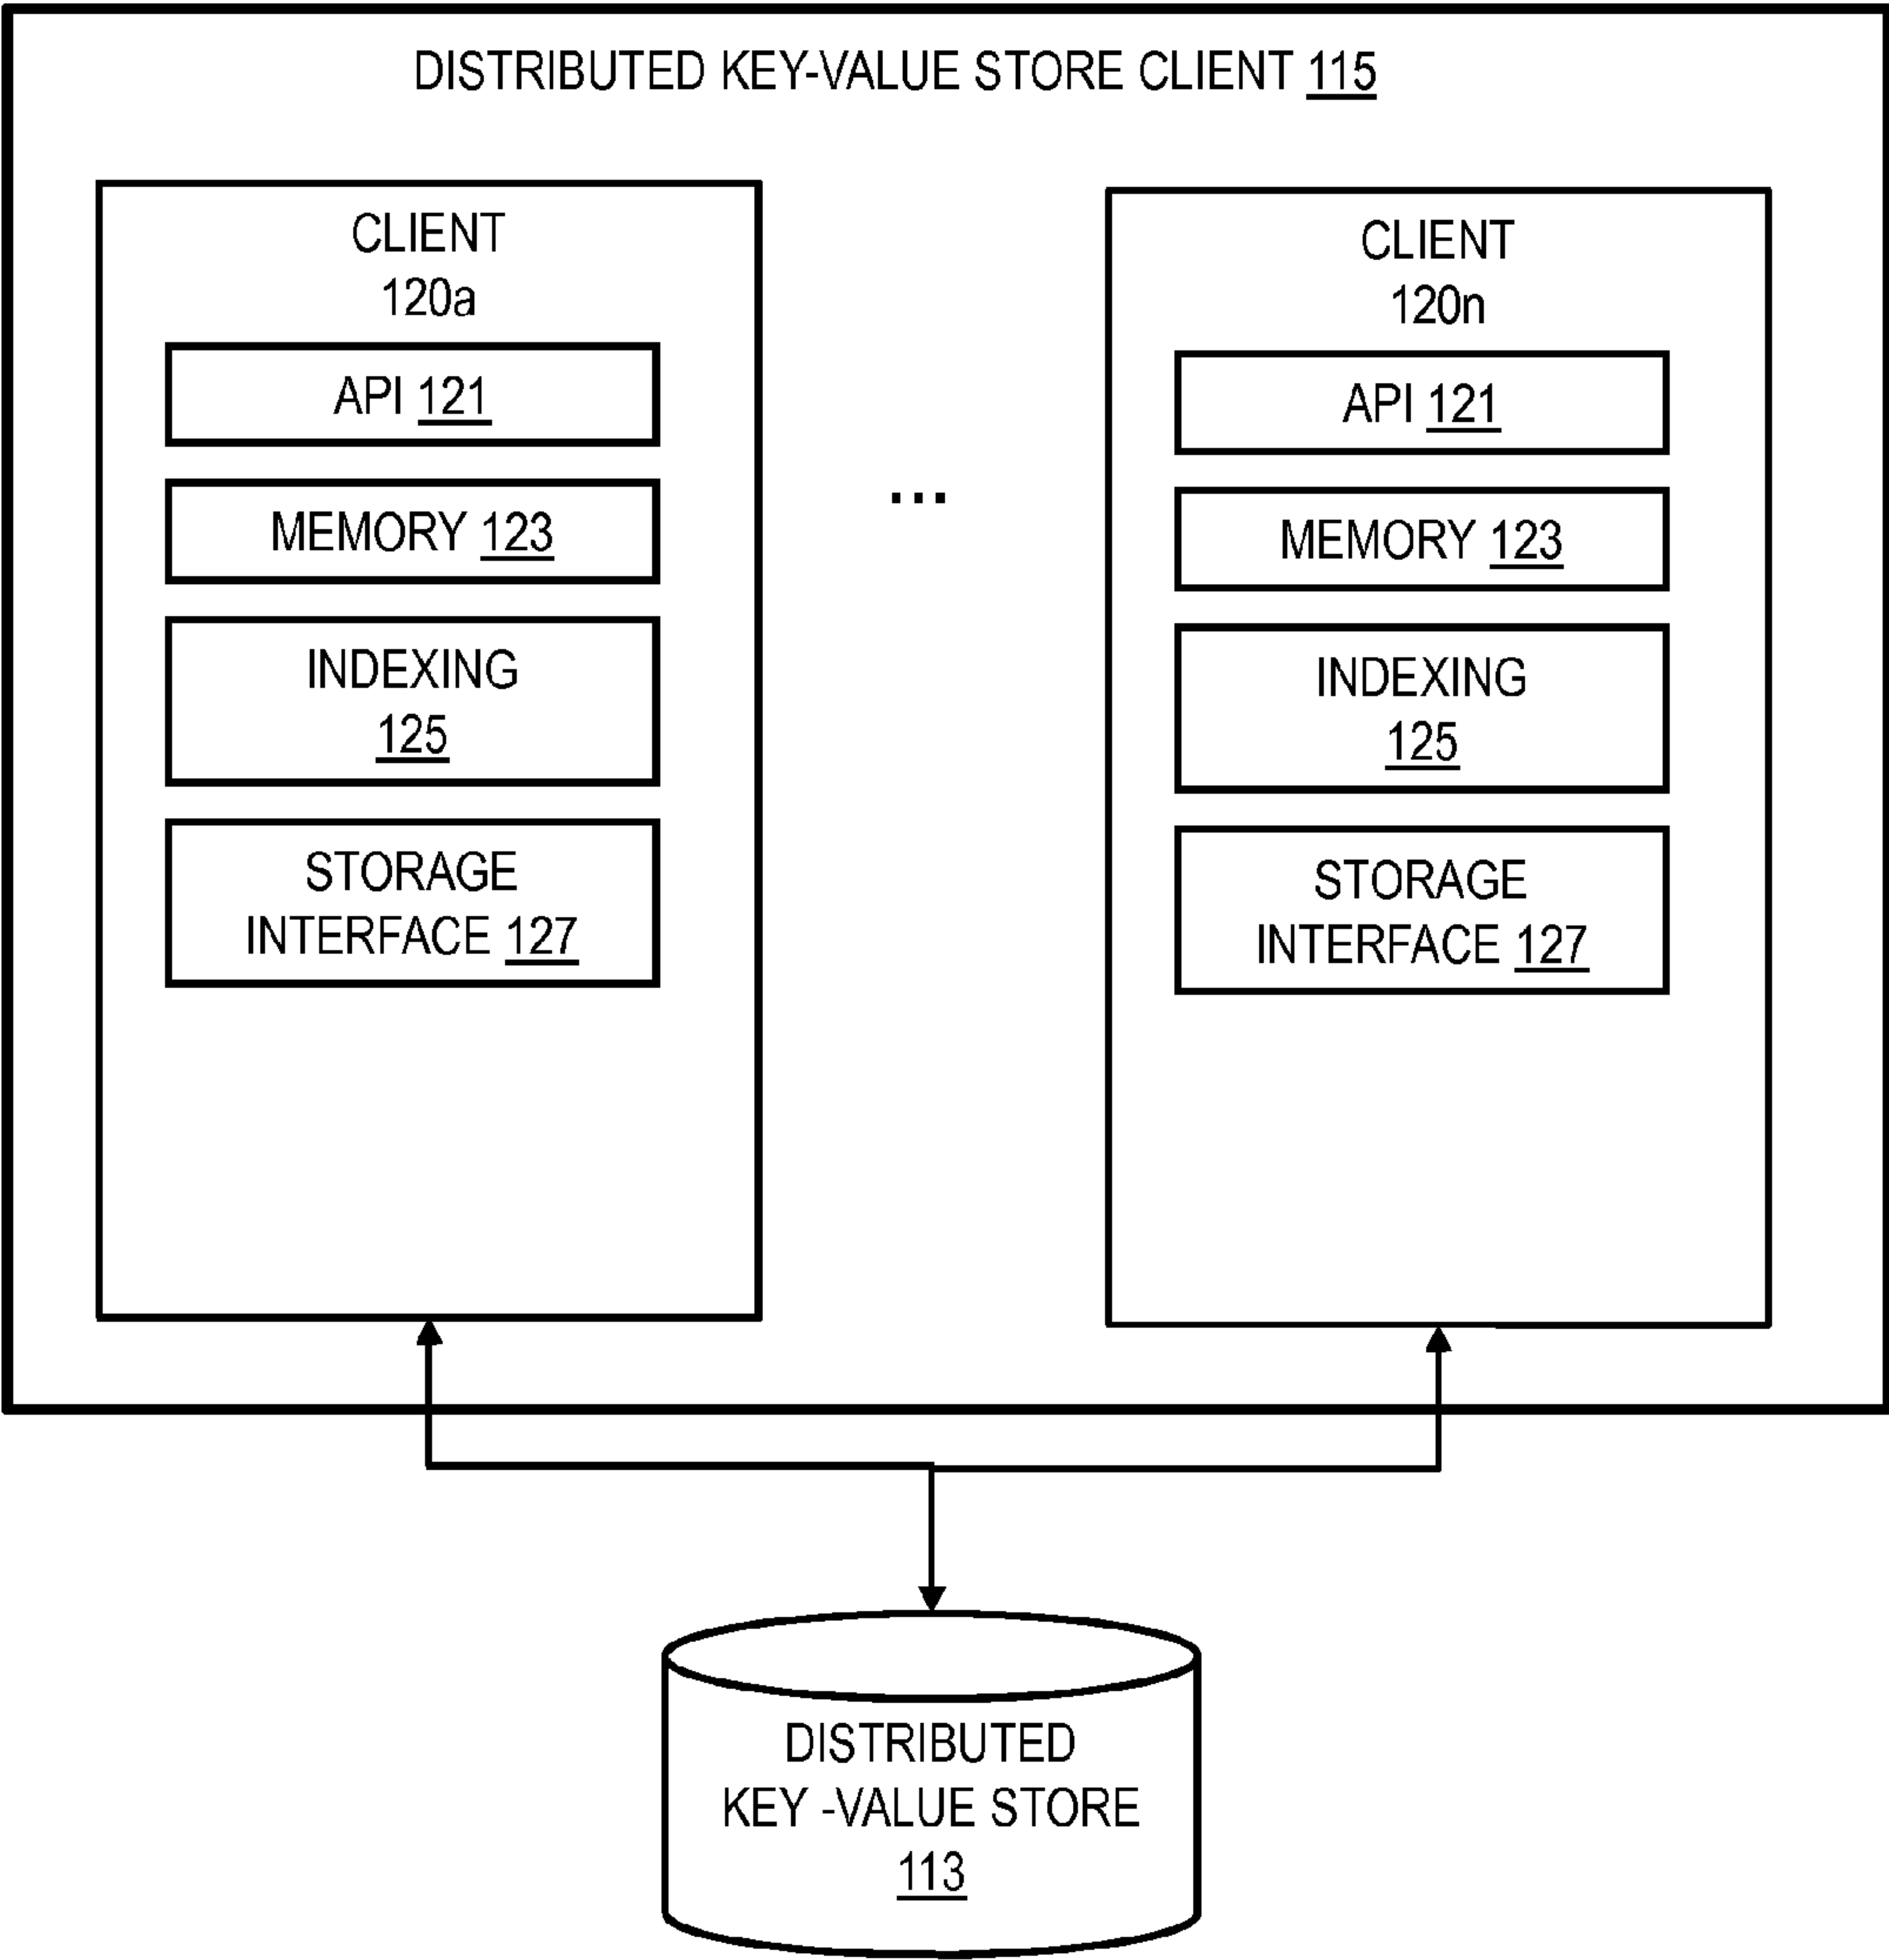 DISTRIBUTED KEY-VALUE STORE CLIENT 115
CLIENT
120a
API 121
MEMORY 123
INDEXING
125
STORAGE
INTERFACE 127
...
CLIENT
120n
API 121
MEMORY 123
INDEXING
125
STORAGE
INTERFACE 127
DISTRIBUTED
KEY -VALUE STORE
113